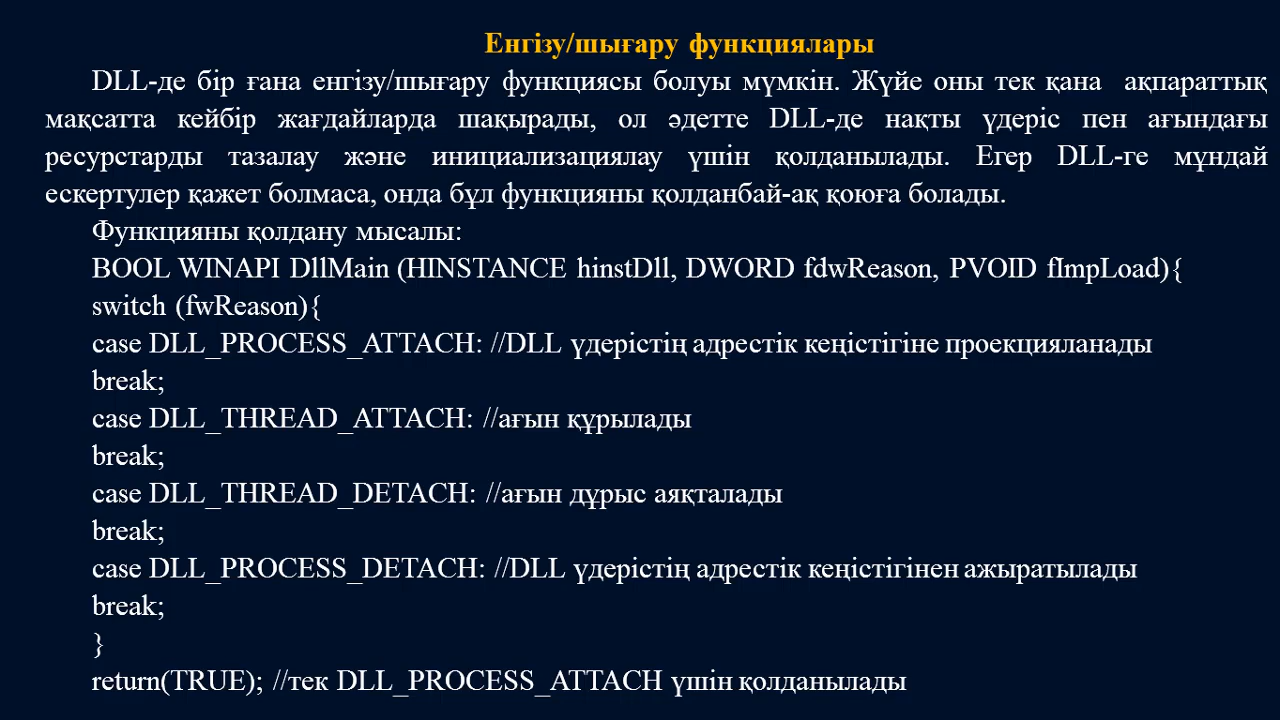 Енгізу/шығару функциялары
DLL-де бір ғана енгізу/шығару функциясы болуы мүмкін. Жүйе оны тек қана ақпараттық
мақсатта кейбір жағдайларда шақырады, ол әдетте DLL-де нақты үдеріс пен ағындағы
ресурстарды тазалау және инициализациялау үшін қолданылады. Егер DLL-ге мұндай
ескертулер қажет болмаса, онда бұл функцияны қолданбай-ақ қоюға болады.
Функцияны қолдану мысалы:
BOOL WINAPI DllMain (HINSTANCE hinstDll, DWORD fdwReason, PVOID fImpLoad){
switch (fwReason){
case DLL_PROCESS_ATTACH: //DLL үдерістің адрестік кеңістігіне проекцияланады
break;
case DLL_THREAD_ATTACH: //ағын құрылады
break;
case DLL_THREAD_DETACH: //ағын дұрыс аяқталады
break;
case DLL_PROCESS_DETACH: //DLL үдерістің адрестік кеңістігінен ажыратылады
break;
}
return(TRUE); //тек DLL_PROCESS_ATTACH үшін қолданылады